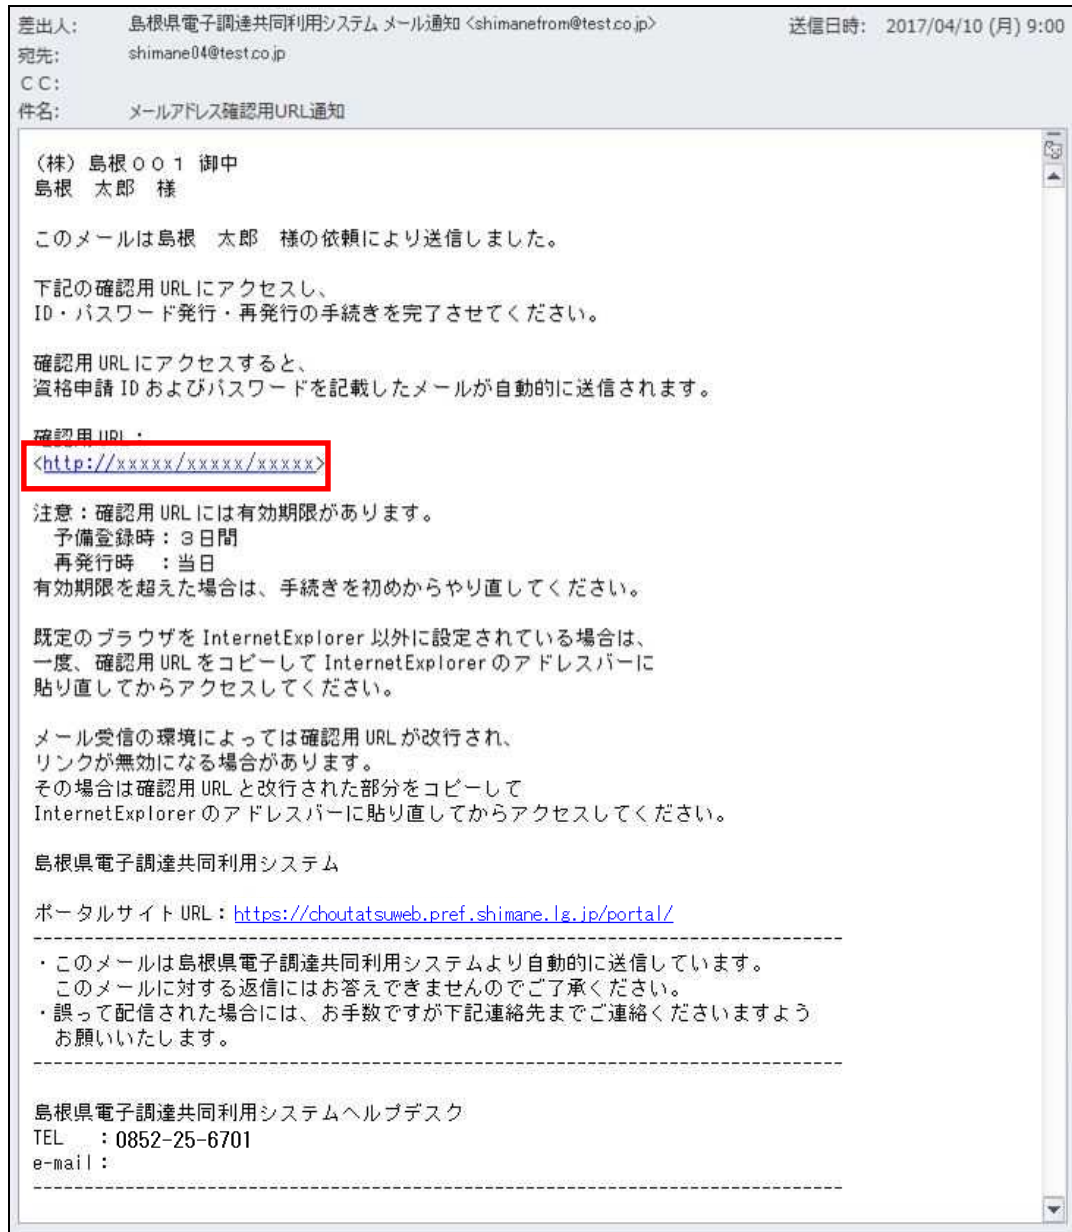 差出人: 島根県電子調達共同利用システム メール通知 <shimanefrom@test.co.jp> 送信日時: 2017/04/10 (月) 9:00
宛先: shimane04@test.co.jp
ＣＣ:
件名: メールアドレス確認用URL通知
（株）島根００１ 御中
島根　太郎　様
このメールは島根　太郎　様の依頼により送信しました。
下記の確認用URLにアクセスし、
ID・パスワード発行・再発行の手続きを完了させてください。
確認用URLにアクセスすると、
資格申請IDおよびパスワードを記載したメールが自動的に送信されます。
確認用URL：
<http://xxxxx/xxxxx/xxxxx>
注意：確認用URLには有効期限があります。
　予備登録時：３日間
　再発行時　：当日
有効期限を超えた場合は、手続きを初めからやり直してください。
既定のブラウザをInternetExplorer以外に設定されている場合は、
一度、確認用URLをコピーしてInternetExplorerのアドレスバーに
貼り直してからアクセスしてください。
メール受信の環境によっては確認用URLが改行され、
リンクが無効になる場合があります。
その場合は確認用URLと改行された部分をコピーして
InternetExplorerのアドレスバーに貼り直してからアクセスしてください。
島根県電子調達共同利用システム
ポータルサイトURL：https://choutatsuweb.pref.shimane.lg.jp/portal/
-------------------------------------------------------------------------------
・このメールは島根県電子調達共同利用システムより自動的に送信しています。
　このメールに対する返信にはお答えできませんのでご了承ください。
・誤って配信された場合には、お手数ですが下記連絡先までご連絡くださいますよう
　お願いいたします。
-------------------------------------------------------------------------------
島根県電子調達共同利用システムヘルプデスク
TEL　：0852-25-6701
e-mail：
-------------------------------------------------------------------------------